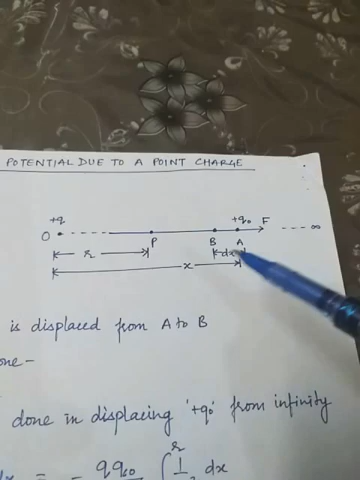 POTENTIAL DUE TO A POINT CHARGE
+q +q₀ F
O P B A ∞
r dx
x
is displaced from A to B
one –
done in displacing '+q₀' from infinity
dx = - qq₀ ∫ʳ 1 dx